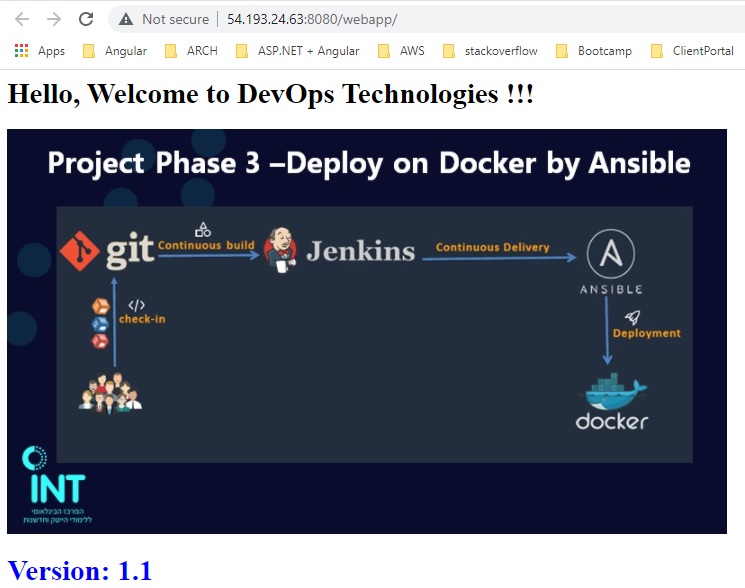 Not secure | 54.193.24.63:8080/webapp/
Apps Angular ARCH ASP.NET + Angular AWS stackoverflow Bootcamp ClientPortal
Hello, Welcome to DevOps Technologies !!!
Project Phase 3 –Deploy on Docker by Ansible
git Continuous build Jenkins Continuous Delivery
ANSIBLE
</> check-in
Deployment
docker
INT
המרכז הבינלאומי
ללימודי הייטק וחדשנות
Version: 1.1